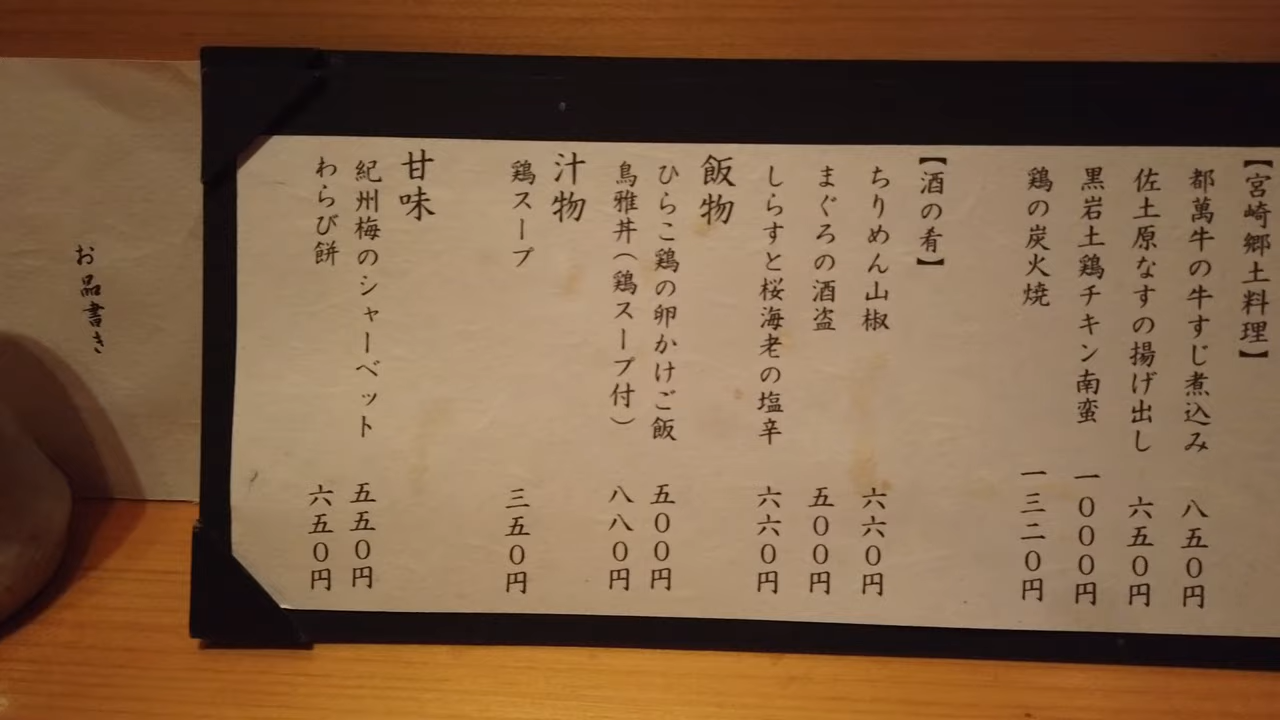 【宮崎郷土料理】
都萬牛の牛すじ煮込み 八五〇円
佐土原なすの揚げ出し 六五〇円
黒岩土鶏チキン南蛮 一〇〇〇円
鶏の炭火焼 一三二〇円
【酒の肴】
ちりめん山椒 六六〇円
まぐろの酒盗 五〇〇円
しらすと桜海老の塩辛 六六〇円
飯物
ひらこ鶏の卵かけご飯 五〇〇円
鳥雅丼(鶏スープ付) 八八〇円
汁物
鶏スープ 三五〇円
甘味
紀州梅のシャーベット 五五〇円
わらび餅 六五〇円
お品書き